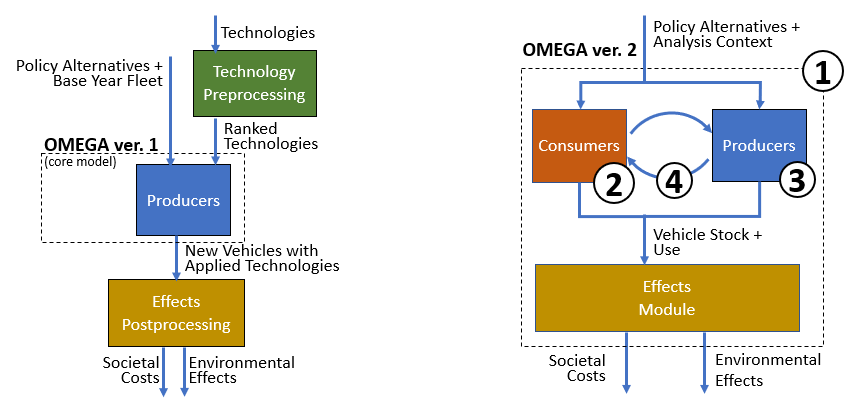 Technologies
Policy Alternatives +
Base Year Fleet
Technology
Preprocessing
Ranked
Technologies
OMEGA ver. 1
(core model)
Producers
New Vehicles with
Applied Technologies
Effects
Postprocessing
Societal
Costs
Environmental
Effects
Policy Alternatives +
Analysis Context
OMEGA ver. 2
1
Consumers
Producers
2
4
3
Vehicle Stock +
Use
Effects
Module
Societal
Costs
Environmental
Effects